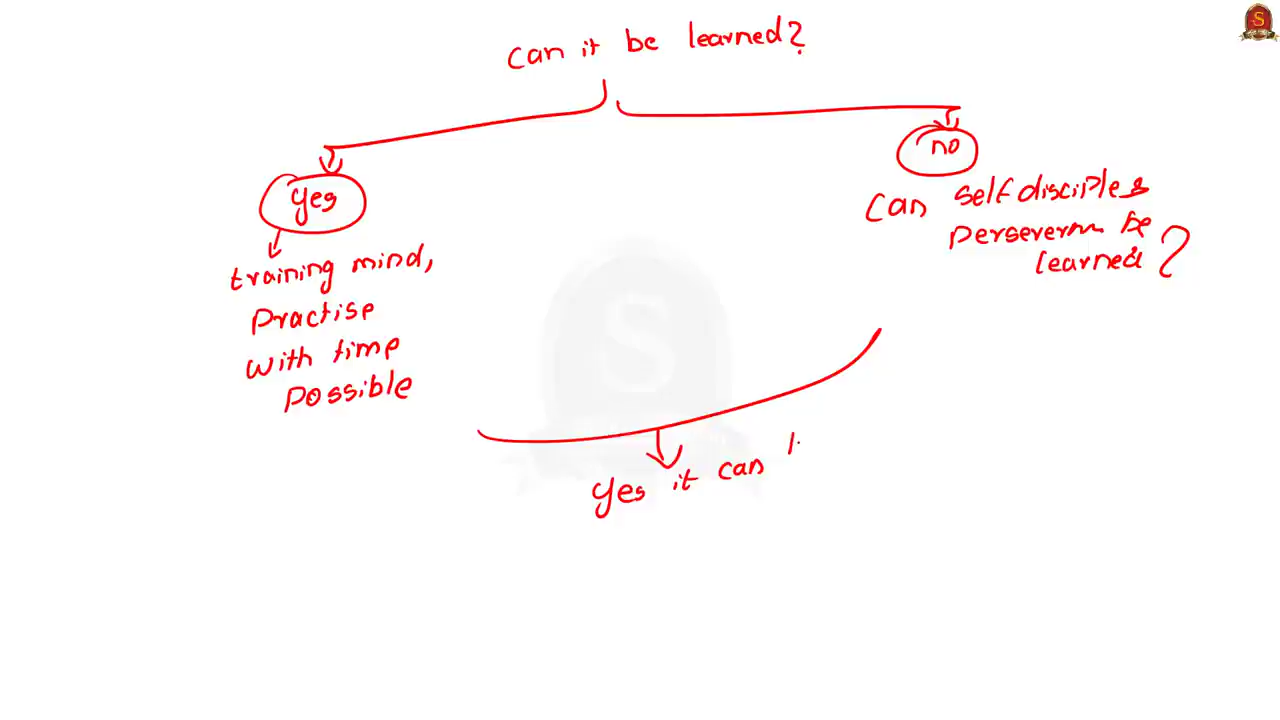 can it be learned?
yes
no
can self disciples
perseverm be
learned ?
training mind,
Practise
with time
possible
yes it can
S
S